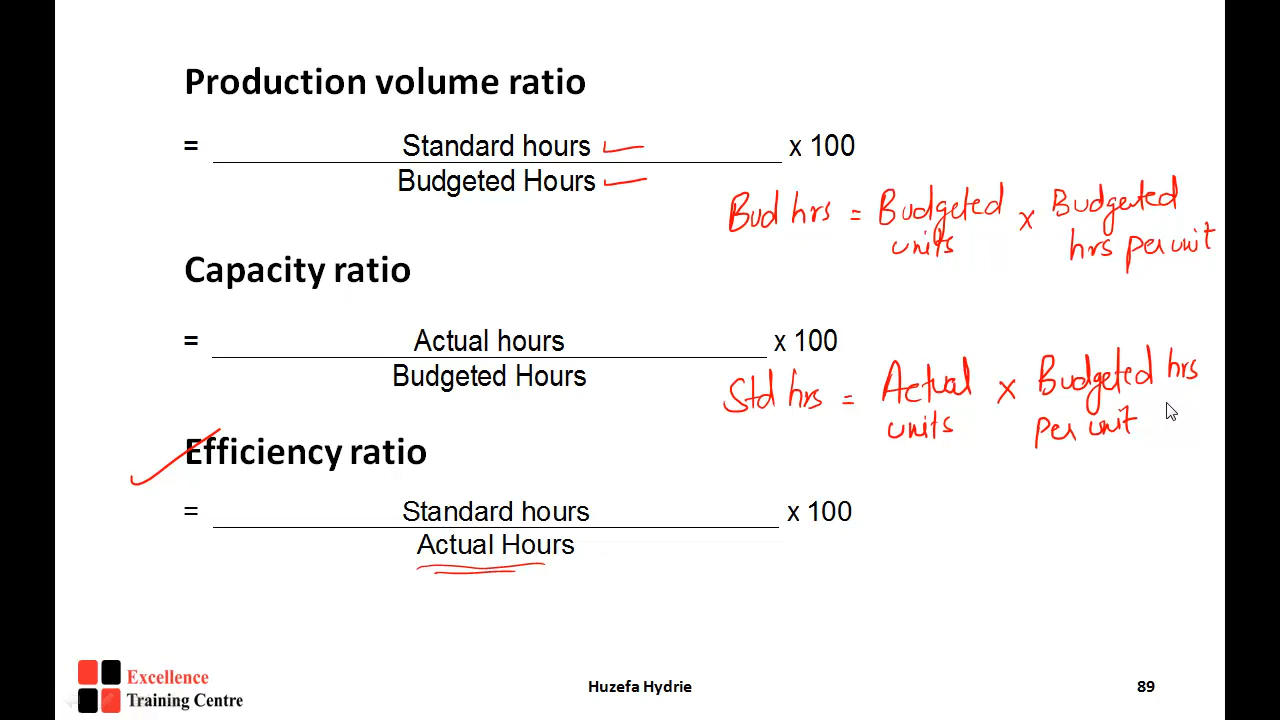 Production volume ratio
= Standard hours x 100
Budgeted Hours
Bud hrs = Budgeted units x Budgeted hrs per unit
Capacity ratio
= Actual hours x 100
Budgeted Hours
Std hrs = Actual units x Budgeted hrs per unit
Efficiency ratio
= Standard hours x 100
Actual Hours
Excellence
Training Centre
Huzefa Hydrie
89